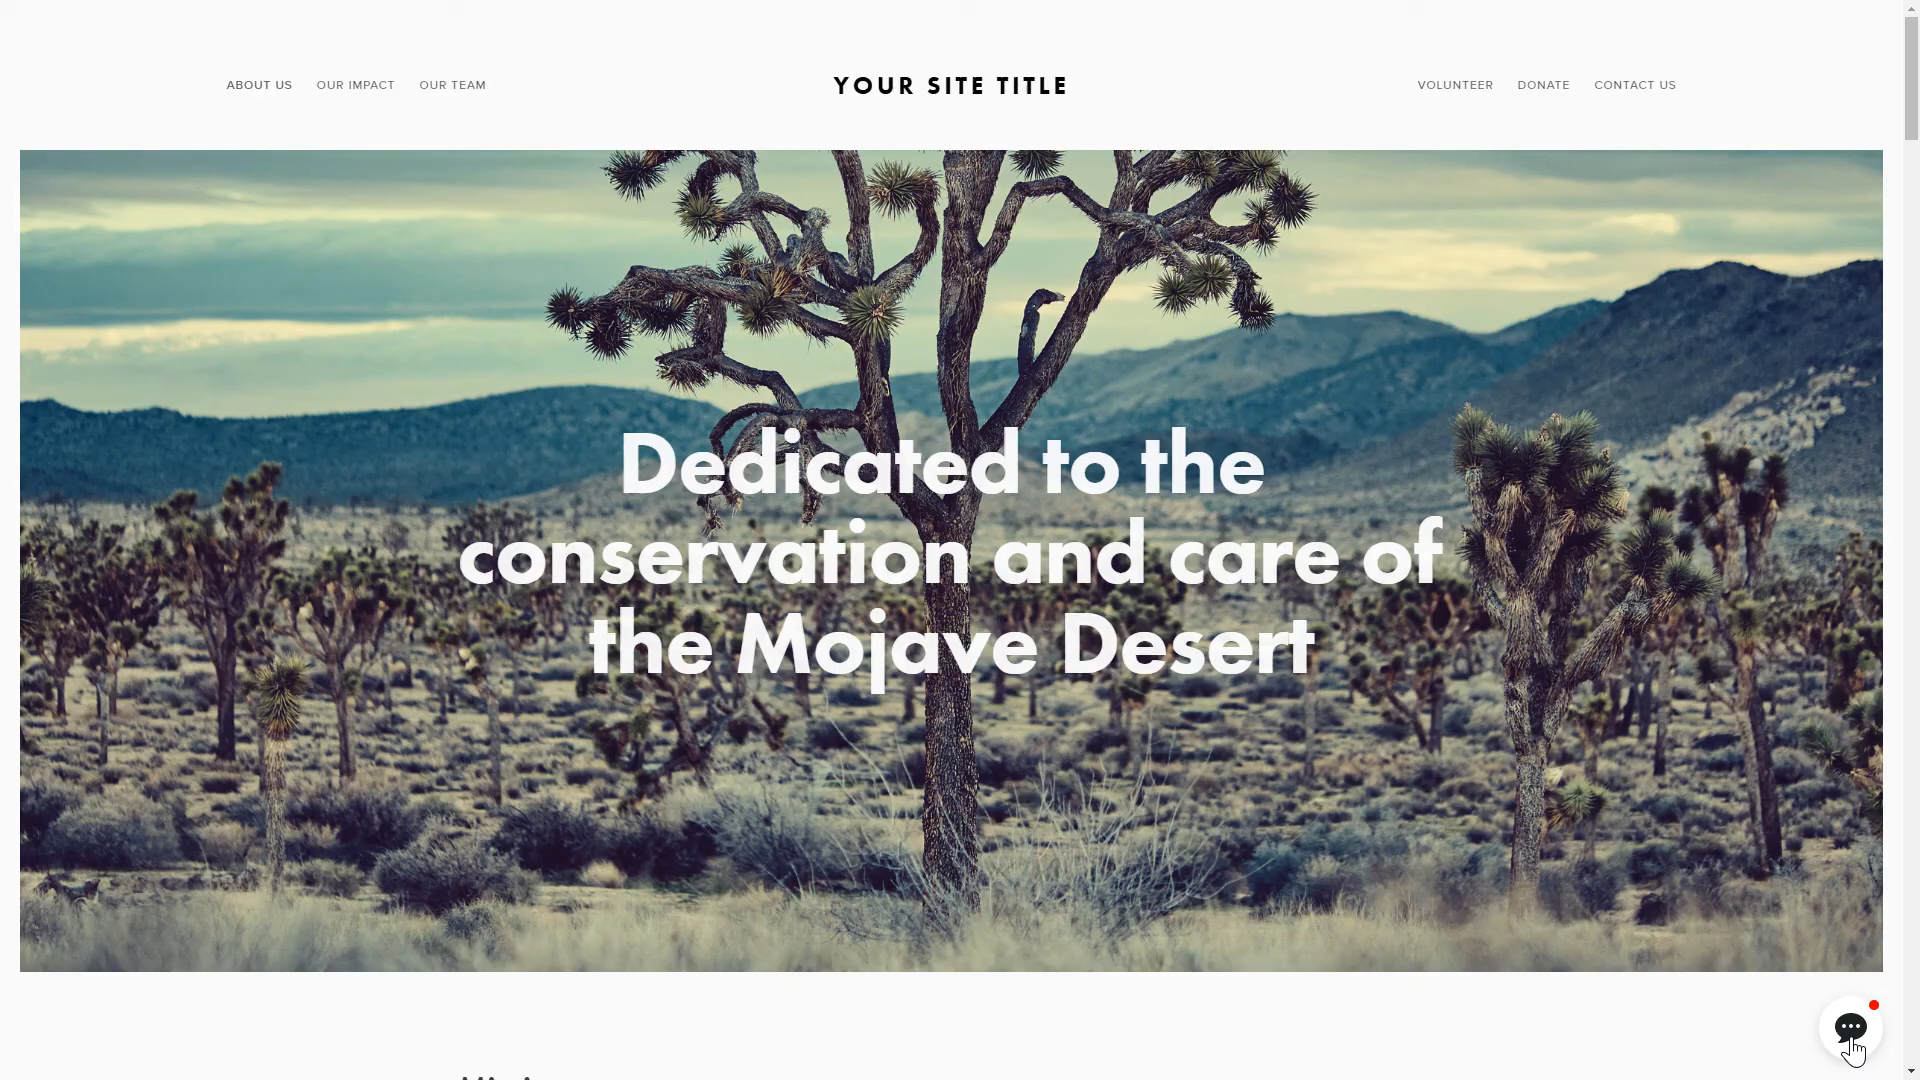 ABOUT US OUR IMPACT OUR TEAM
YOUR SITE TITLE
VOLUNTEER DONATE CONTACT US
Dedicated to the
conservation and care of
the Mojave Desert